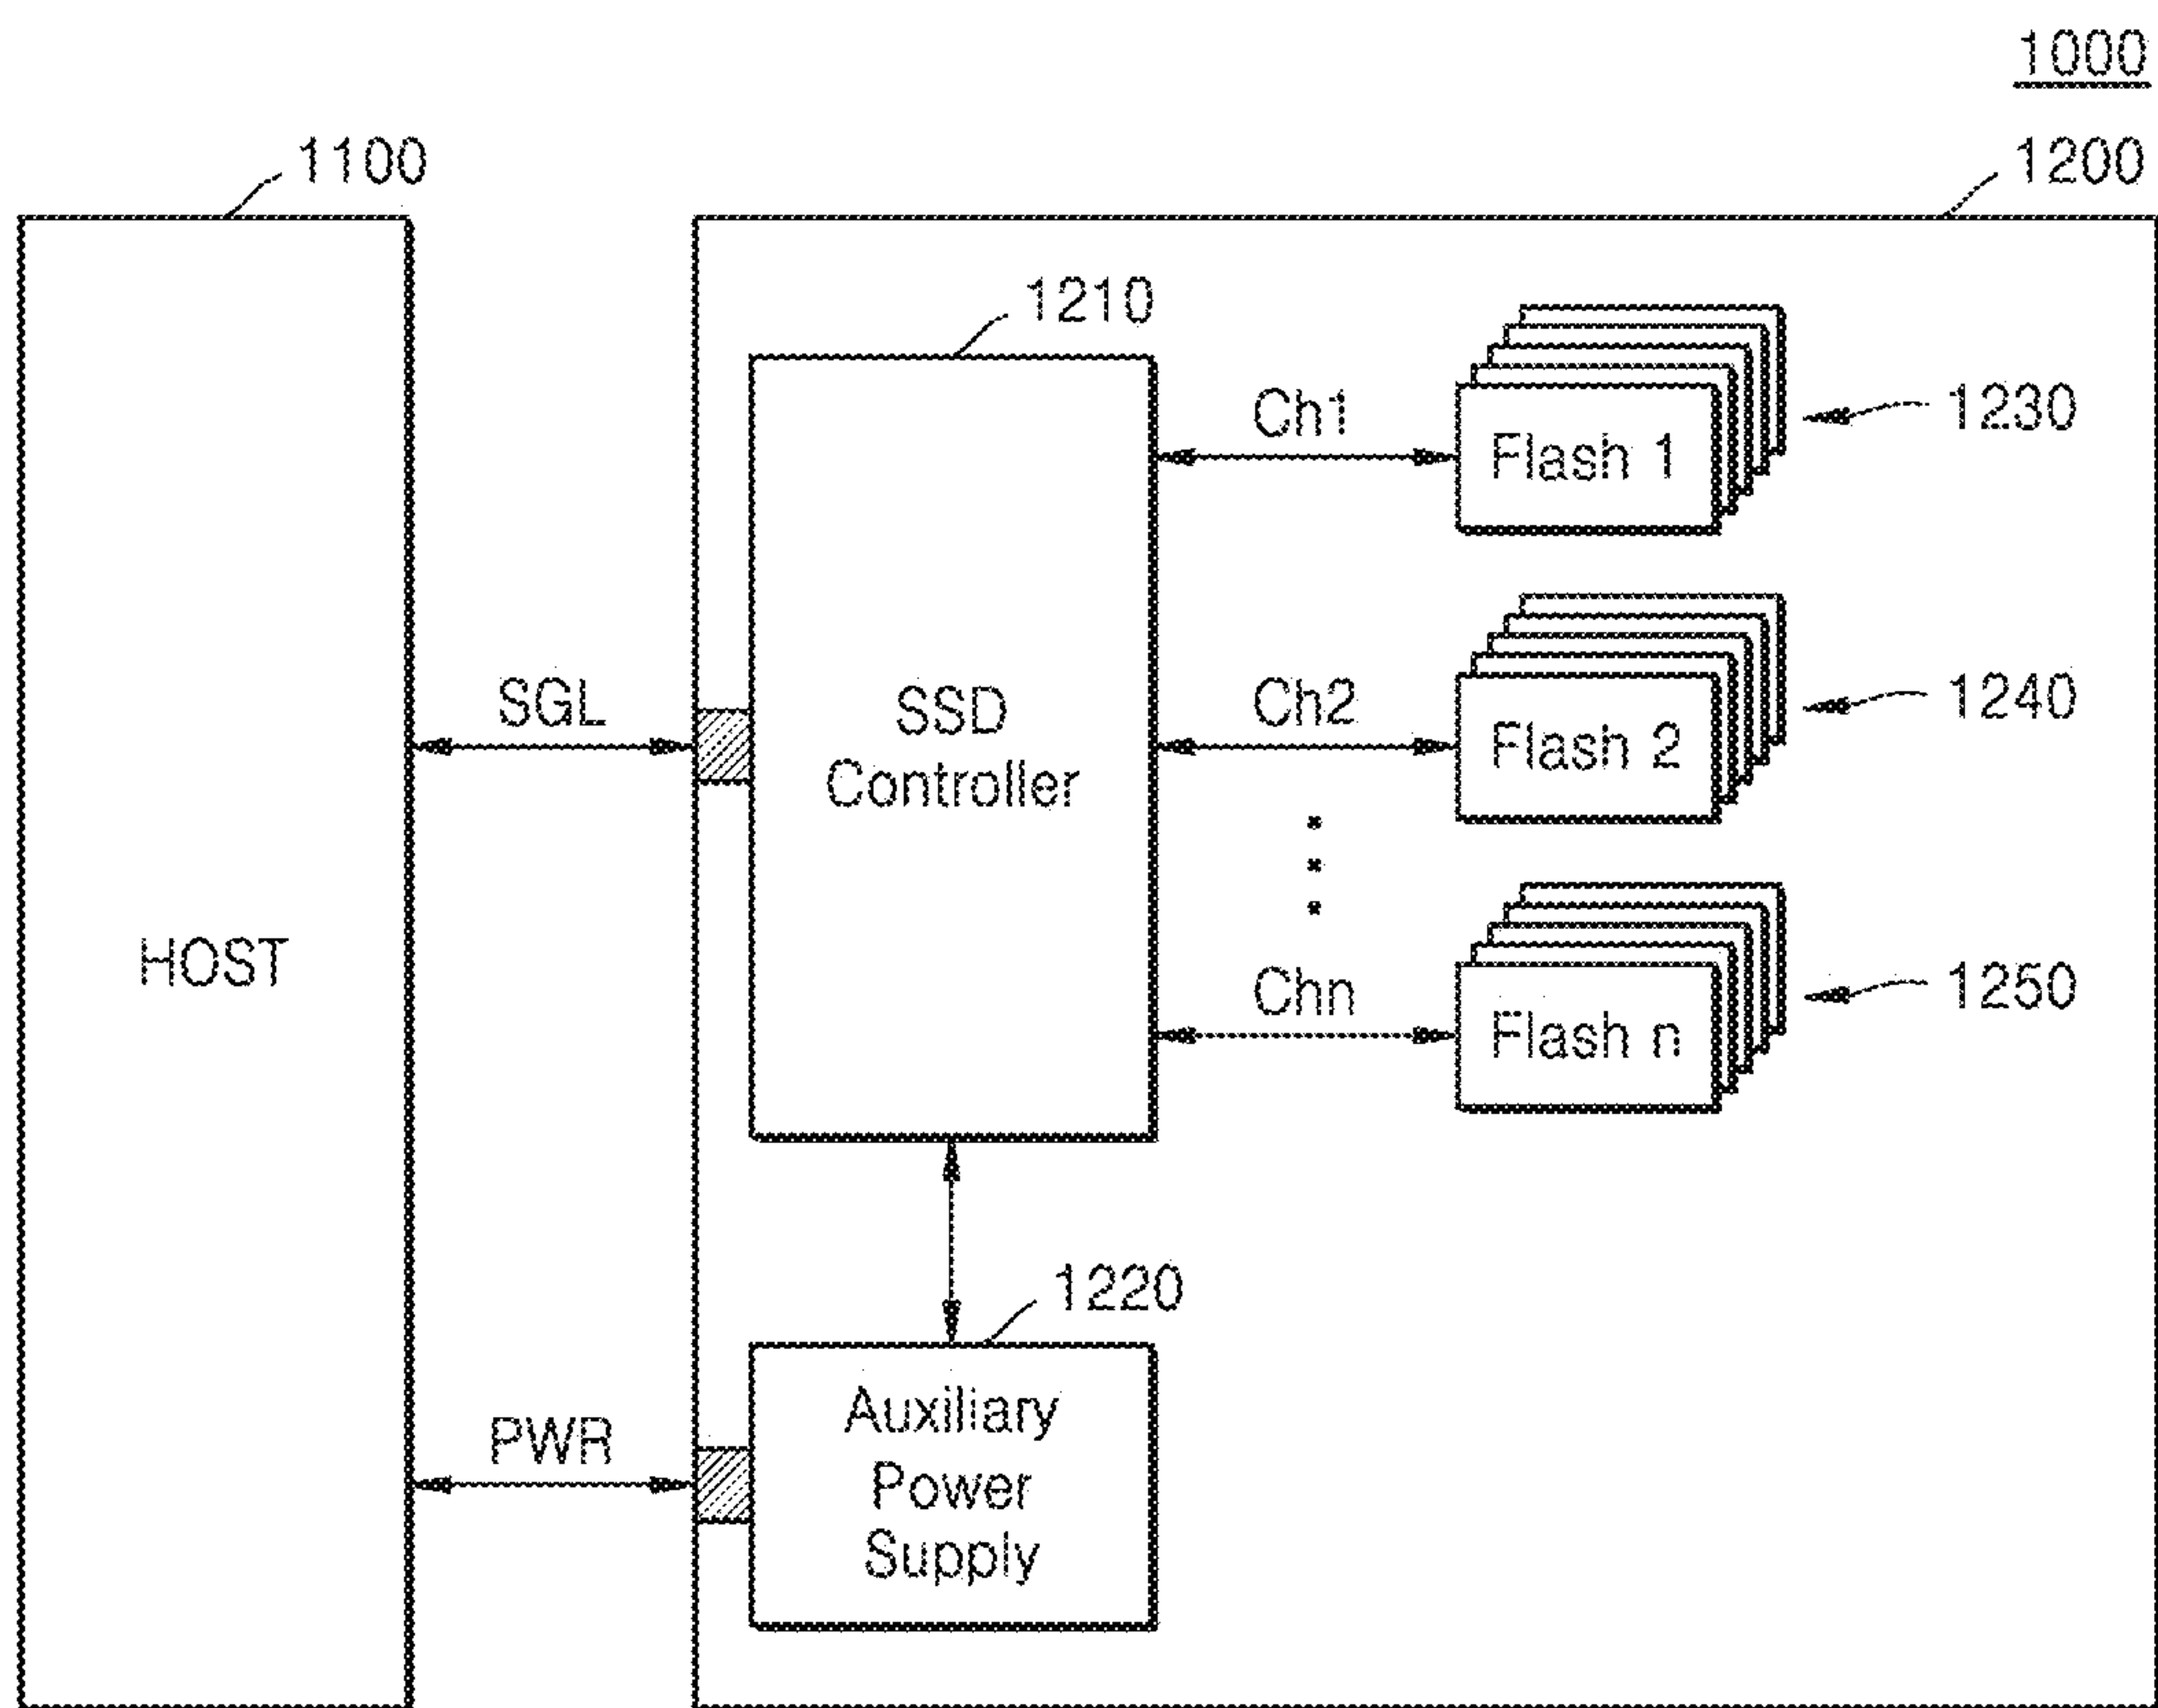 1000
1100
1200
1210
Ch1
Flash 1
1230
SGL
SSD
Controller
Ch2
Flash 2
1240
HOST
Chn
Flash n
1250
1220
PWR
Auxiliary
Power
Supply